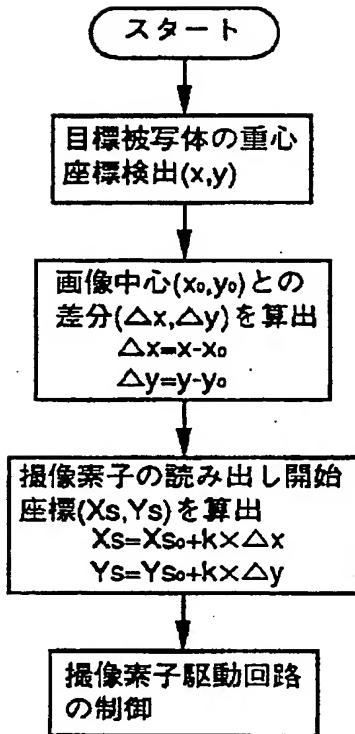 スタート
目標被写体の重心
座標検出(x,y)
画像中心(x₀,y₀)との
差分(△x,△y)を算出
△x=x-x₀
△y=y-y₀
撮像素子の読み出し開始
座標(Xs,Ys)を算出
Xs=Xs₀+k×△x
Ys=Ys₀+k×△y
撮像素子駆動回路
の制御